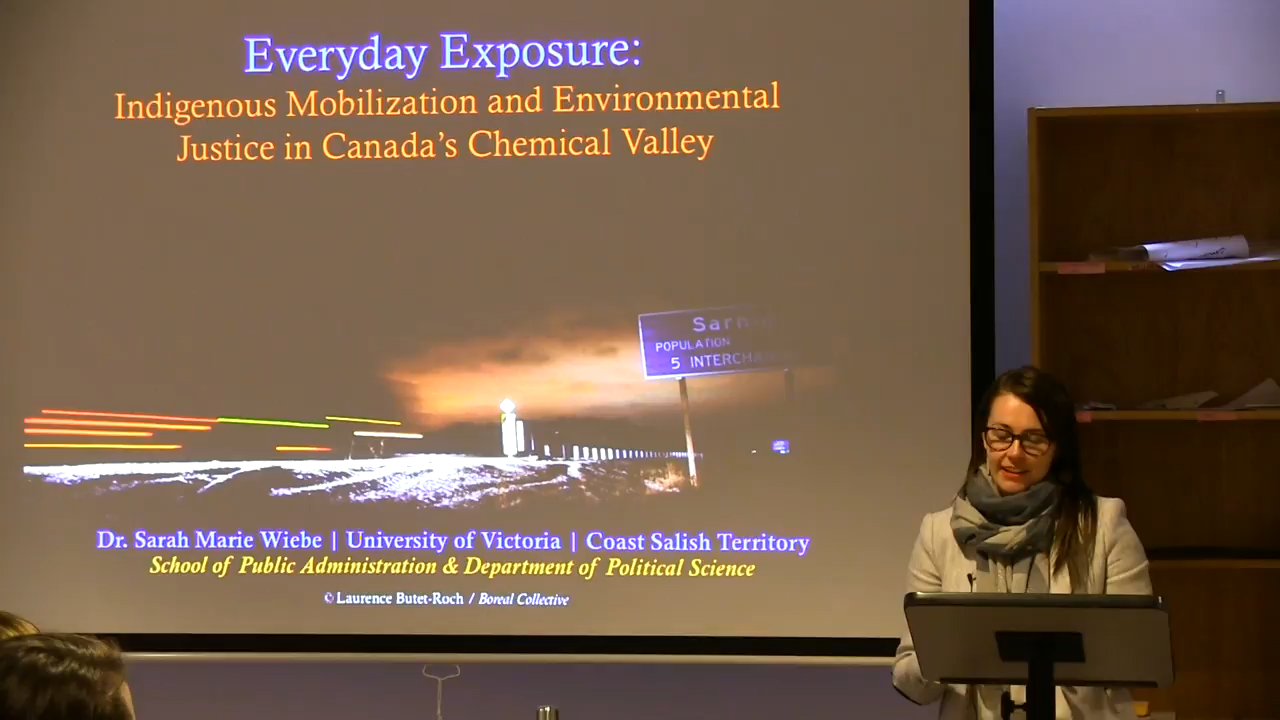 Everyday Exposure:
Indigenous Mobilization and Environmental
Justice in Canada's Chemical Valley
POPULATION
5
Dr. Sarah Marie Wiebe | University of Victoria | Coast Salish Territory
School of Public Administration & Department of Political Science
© Laurence Butet-Roch / Boreal Collective